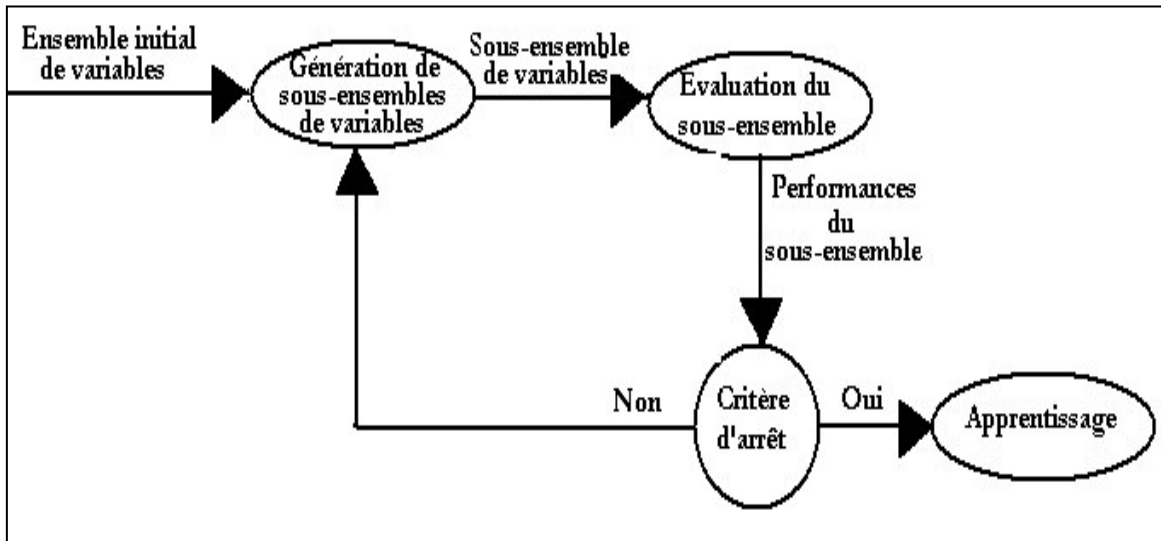 Ensemble initial
de variables
Génération de
sous-ensembles
de variables
Sous-ensemble
de variables
Evaluation du
sous-ensemble
Performances
du
sous-ensemble
Non
Critère
d'arrêt
Oui
Apprentissage